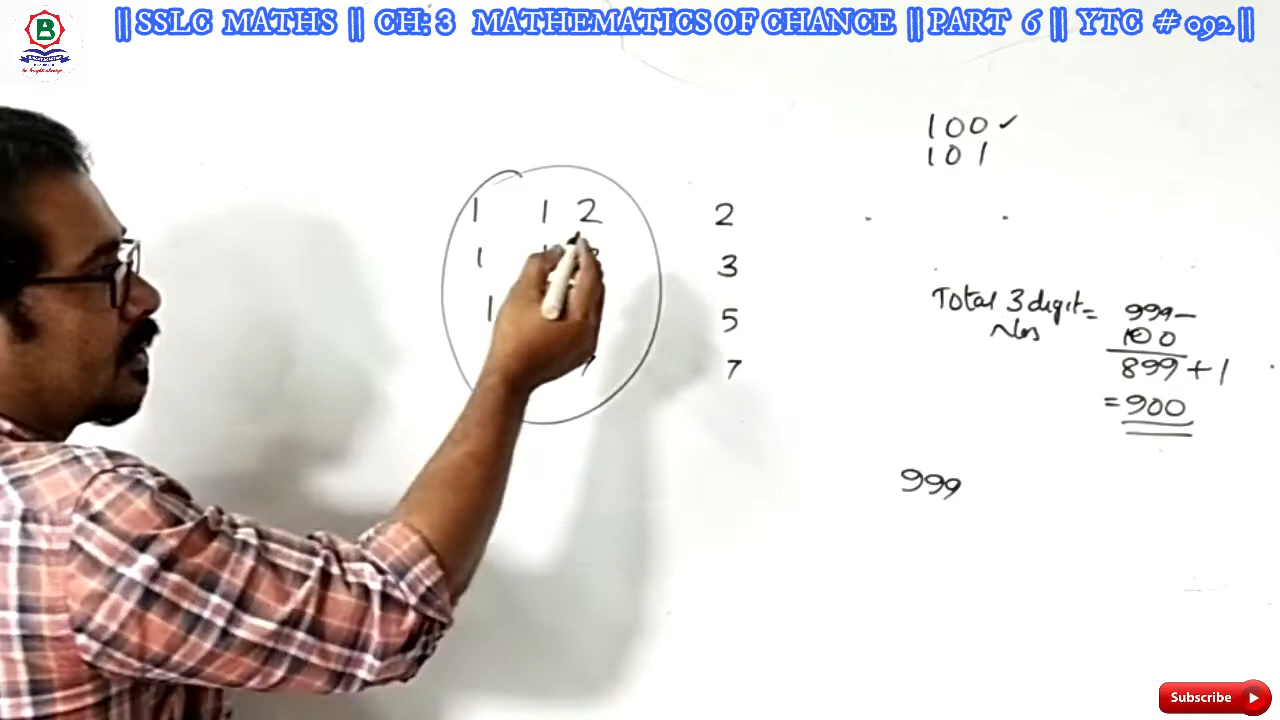 || SSLC MATHS || CH: 3 MATHEMATICS OF CHANCE || PART 6 || YTC # 092 ||
B
100 ✓
101
1 1 2 2
1 3
1 5
7 7
Total 3 digit = 999 -
Nos 100
899 + 1
= 900
999
Subscribe